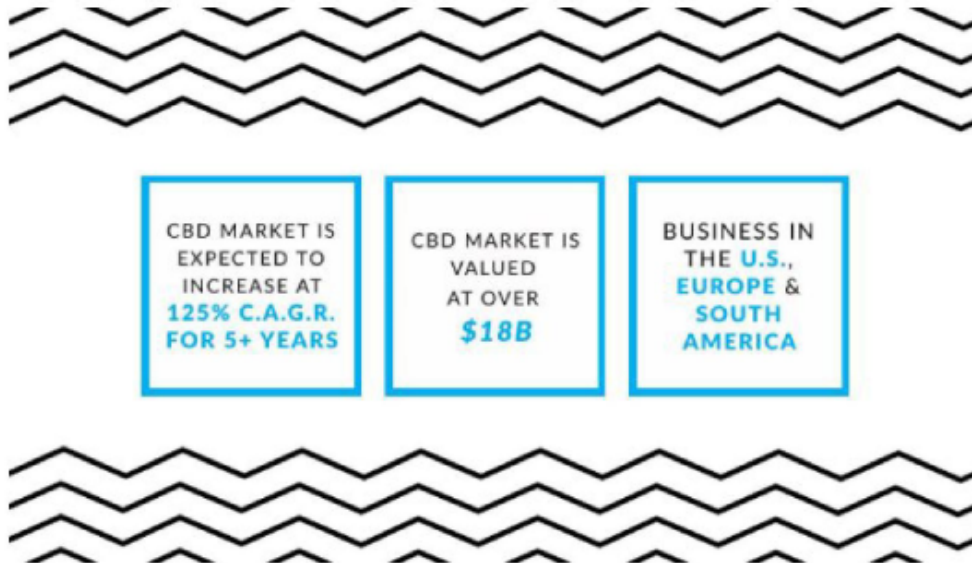 CBD MARKET IS
EXPECTED TO
INCREASE AT
125% C.A.G.R.
FOR 5+ YEARS
CBD MARKET IS
VALUED
AT OVER
$18B
BUSINESS IN
THE U.S.,
EUROPE &
SOUTH
AMERICA